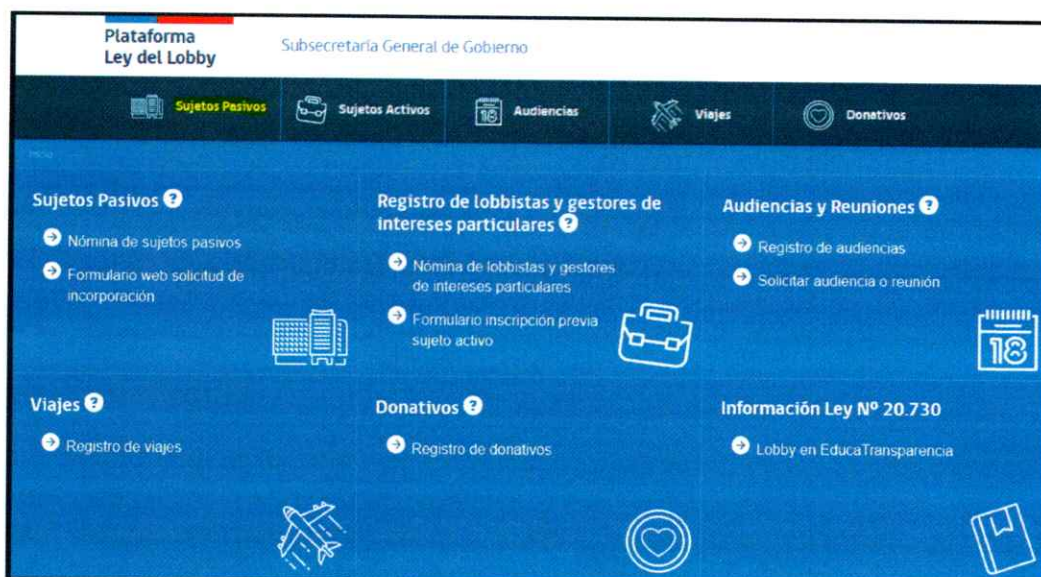 Plataforma
Ley del Lobby
Subsecretaría General de Gobierno
Sujetos Pasivos
Sujetos Activos
18
Audiencias
Viajes
Donativos
Inicio
Sujetos Pasivos ?
Nómina de sujetos pasivos
Formulario web solicitud de
incorporación
Registro de lobbistas y gestores de
intereses particulares ?
Nómina de lobbistas y gestores
de intereses particulares
Formulario inscripción previa
sujeto activo
Audiencias y Reuniones ?
Registro de audiencias
Solicitar audiencia o reunión
18
Viajes ?
Registro de viajes
Donativos ?
Registro de donativos
Información Ley Nº 20.730
Lobby en EducaTransparencia